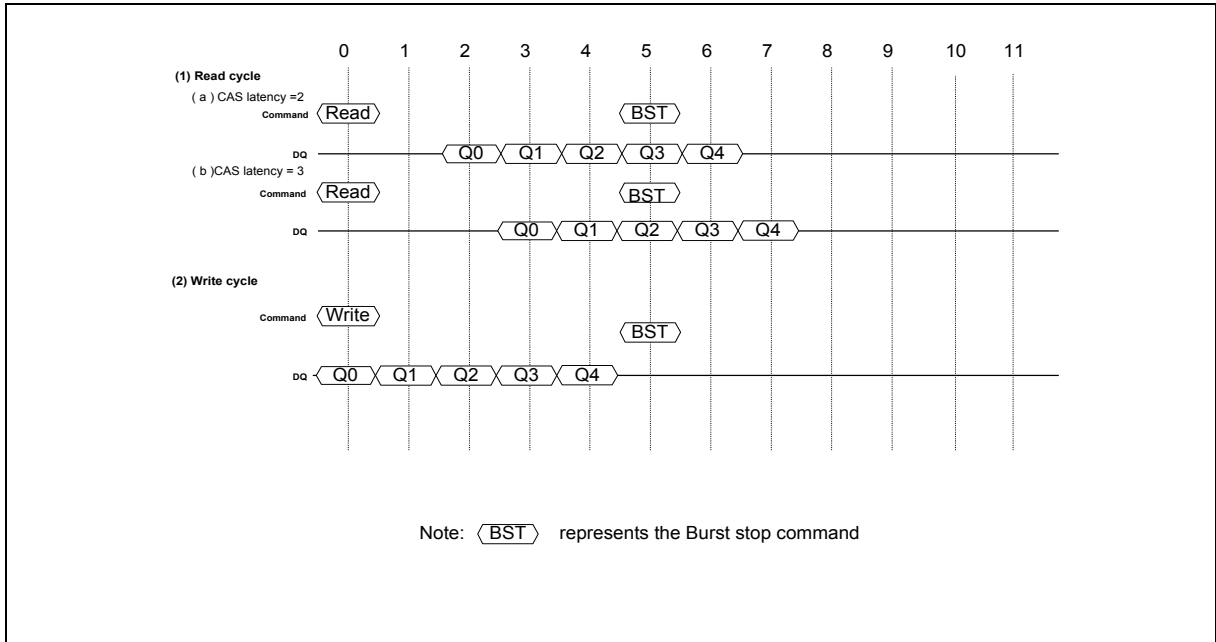 0 1 2 3 4 5 6 7 8 9 10 11
(1) Read cycle
( a ) CAS latency =2
Command Read BST
DQ Q0 Q1 Q2 Q3 Q4
( b )CAS latency = 3
Command Read BST
DQ Q0 Q1 Q2 Q3 Q4
(2) Write cycle
Command Write BST
DQ Q0 Q1 Q2 Q3 Q4
Note: BST represents the Burst stop command